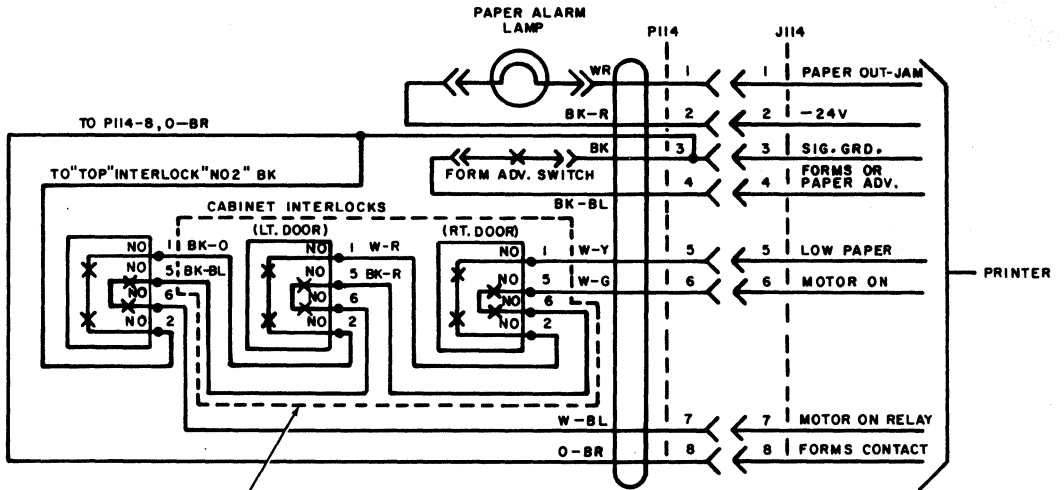 PAPER ALARM
LAMP
P114
J114
WR
1
1
PAPER OUT-JAM
BK-R
2
2
-24V
TO P114-8, O-BR
BK
3
3
SIG. GRD.
FORM ADV. SWITCH
4
4
FORMS OR
PAPER ADV.
BK-BL
TO "TOP" INTERLOCK "NO2" BK
CABINET INTERLOCKS
(LT. DOOR)
(RT. DOOR)
NO
1
BK-O
NO
5
BK-BL
NO
6
NO
2
NO
1
W-R
NO
5
BK-R
NO
6
NO
2
NO
1
W-Y
5
5
LOW PAPER
NO
5
W-G
6
6
MOTOR ON
NO
6
NO
2
PRINTER
W-BL
7
7
MOTOR ON RELAY
O-BR
8
8
FORMS CONTACT